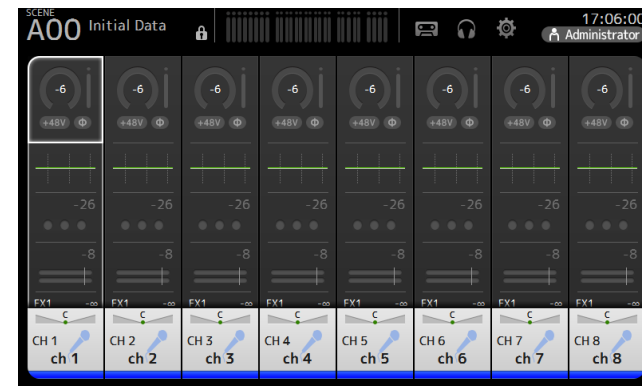 SCENE
A00 Initial Data
17:06:00
Administrator
-6 -6 -6 -6 -6 -6 -6 -6
+48V Φ +48V Φ +48V Φ +48V Φ +48V Φ +48V Φ +48V Φ +48V Φ
-26 -26 -26 -26 -26 -26 -26 -26
-8 -8 -8 -8 -8 -8 -8 -8
FX1 -∞ FX1 -∞ FX1 -∞ FX1 -∞ FX1 -∞ FX1 -∞ FX1 -∞ FX1 -∞
C C C C C C C C
CH 1 CH 2 CH 3 CH 4 CH 5 CH 6 CH 7 CH 8
ch 1 ch 2 ch 3 ch 4 ch 5 ch 6 ch 7 ch 8